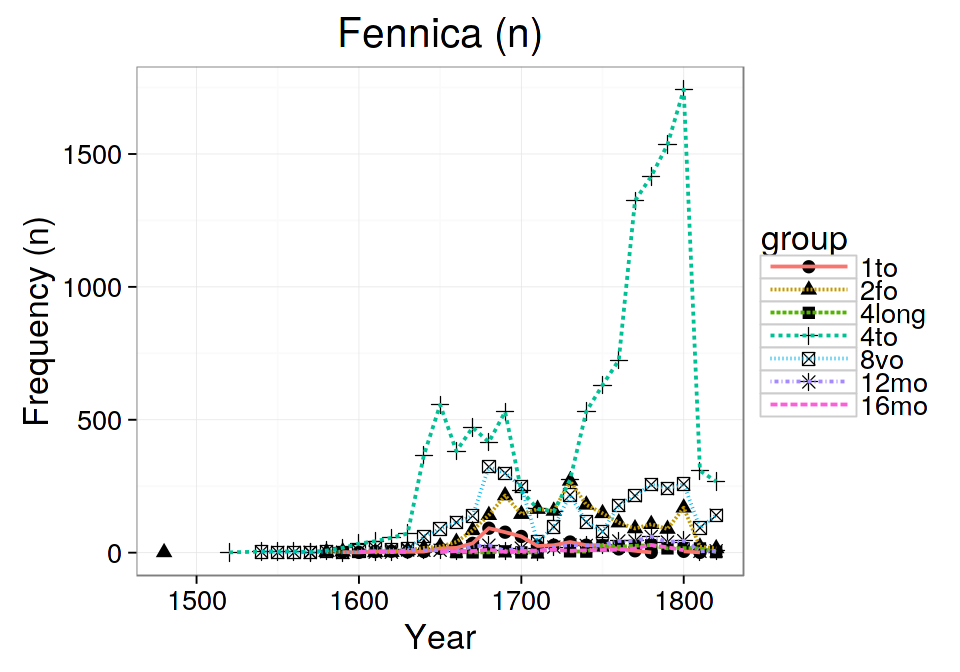 Fennica (n)
Frequency (n)
1500
1000
500
0
1500
1600
1700
1800
Year
group
1to
2fo
4long
4to
8vo
12mo
16mo